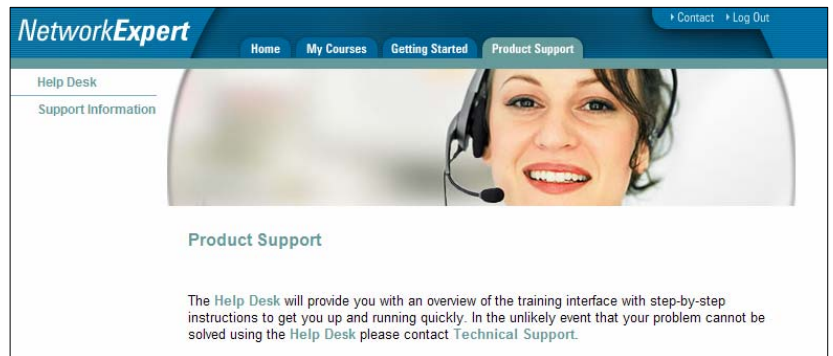 NetworkExpert
Contact Log Out
Home My Courses Getting Started Product Support
Help Desk
Support Information
Product Support
The Help Desk will provide you with an overview of the training interface with step-by-step
instructions to get you up and running quickly. In the unlikely event that your problem cannot be
solved using the Help Desk please contact Technical Support.